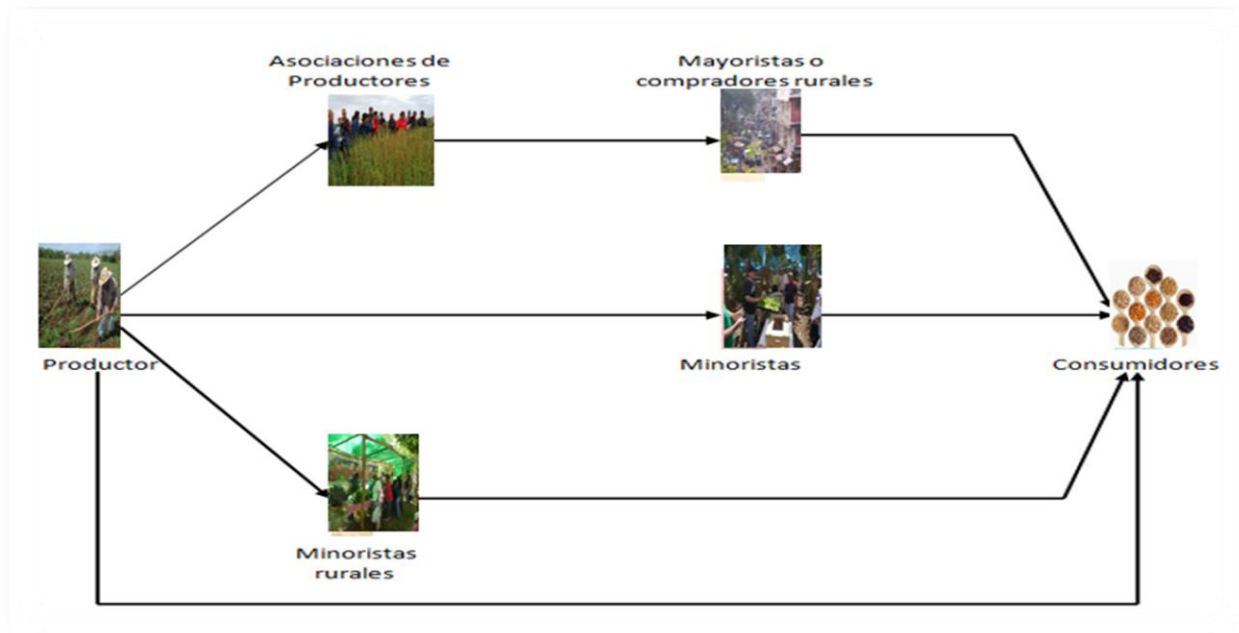 Asociaciones de
Productores
Mayoristas o
compradores rurales
Productor
Minoristas
Consumidores
Minoristas
rurales